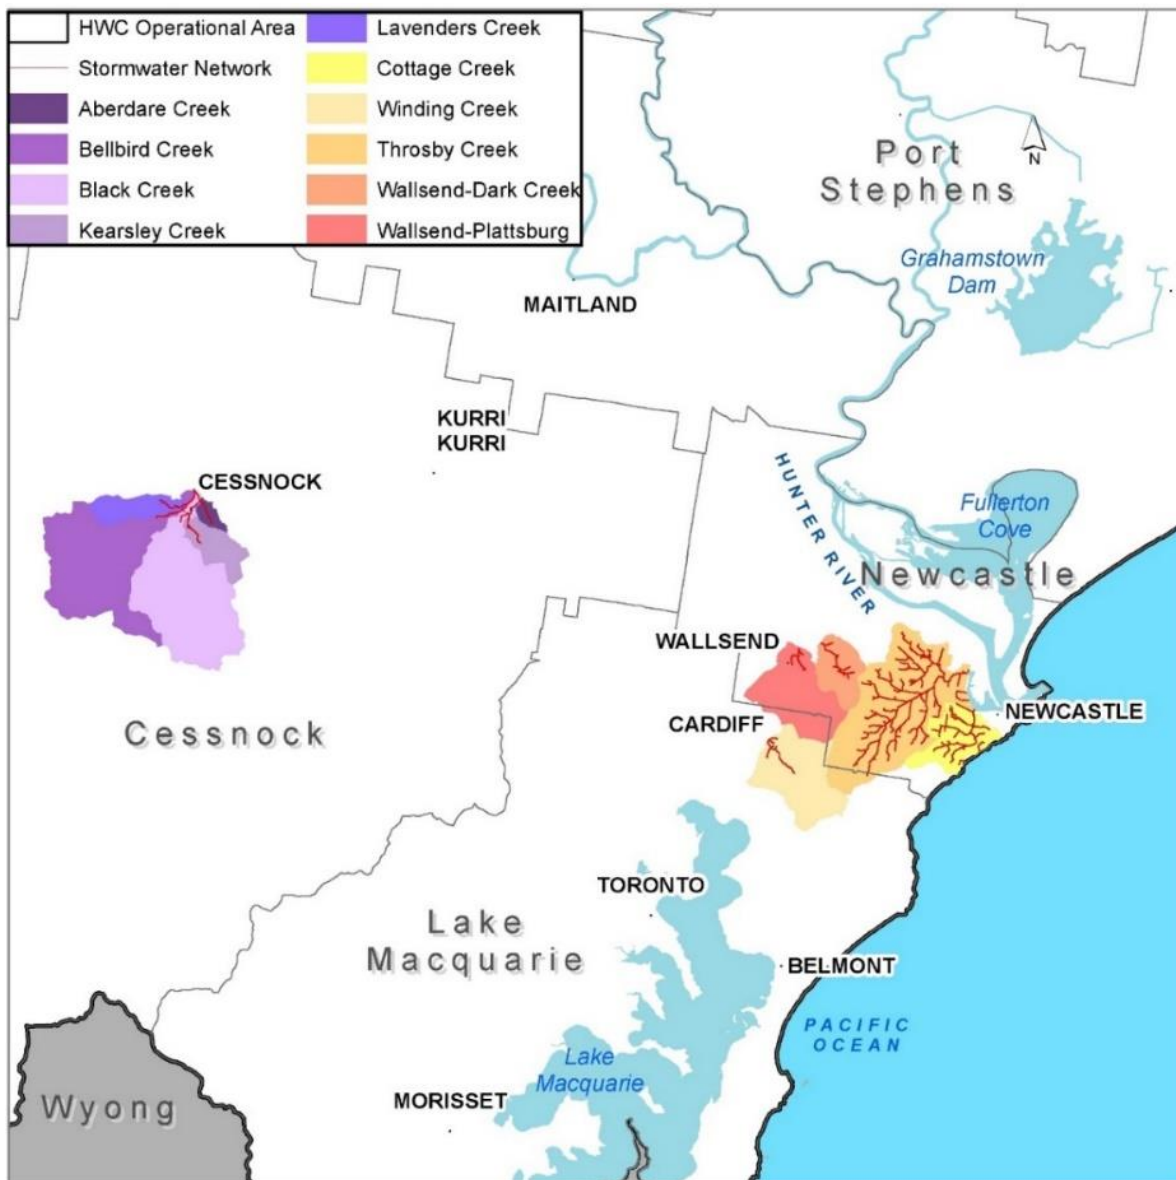 HWC Operational Area
Stormwater Network
Aberdare Creek
Bellbird Creek
Black Creek
Kearsley Creek
Lavenders Creek
Cottage Creek
Winding Creek
Throsby Creek
Wallsend-Dark Creek
Wallsend-Plattsburg
Port
Stephens
N
Grahamstown
Dam
MAITLAND
KURRI
KURRI
CESSNOCK
HUNTER RIVER
Fullerton
Cove
Newcastle
WALLSEND
CARDIFF
NEWCASTLE
Cessnock
TORONTO
Lake
Macquarie
BELMONT
PACIFIC
OCEAN
Lake
Macquarie
MORISSET
Wyong